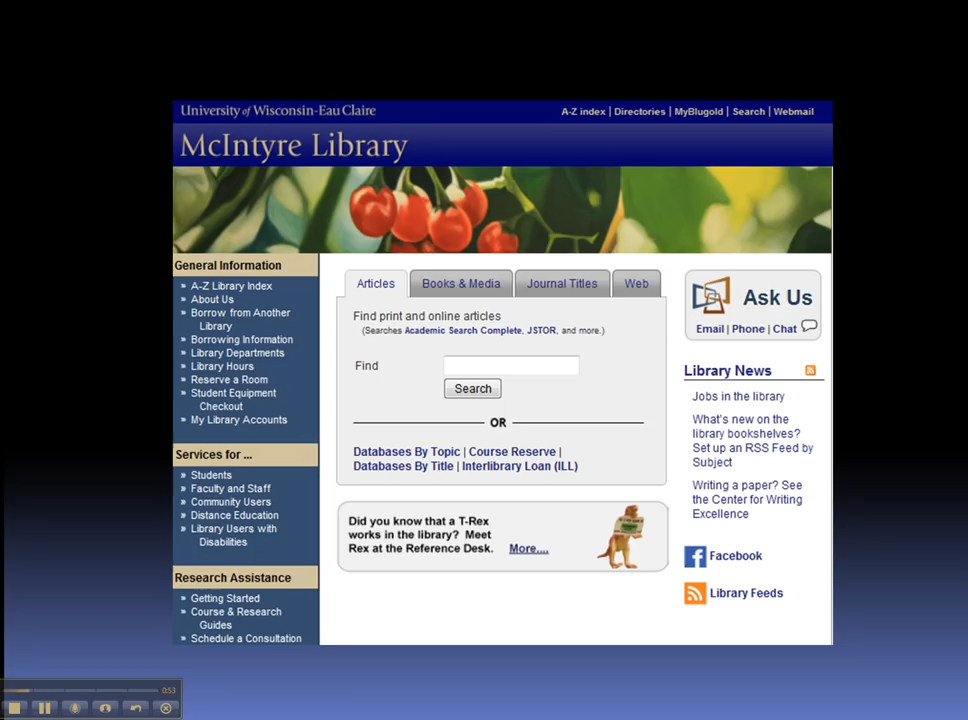 University of Wisconsin-Eau Claire
A-Z index | Directories | MyBlugold | Search | Webmail
McIntyre Library
General Information
» A-Z Library Index
» About Us
» Borrow from Another
Library
» Borrowing Information
» Library Departments
» Library Hours
» Reserve a Room
» Student Equipment
Checkout
» My Library Accounts
Services for ...
» Students
» Faculty and Staff
» Community Users
» Distance Education
» Library Users with
Disabilities
Research Assistance
» Getting Started
» Course & Research
Guides
» Schedule a Consultation
Articles
Books & Media
Journal Titles
Web
Find print and online articles
(Searches Academic Search Complete, JSTOR, and more.)
Find
Search
OR
Databases By Topic | Course Reserve |
Databases By Title | Interlibrary Loan (ILL)
Did you know that a T-Rex
works in the library? Meet
Rex at the Reference Desk.
More....
Ask Us
Email | Phone | Chat
Library News
Jobs in the library
What's new on the
library bookshelves?
Set up an RSS Feed by
Subject
Writing a paper? See
the Center for Writing
Excellence
Facebook
Library Feeds
0:53